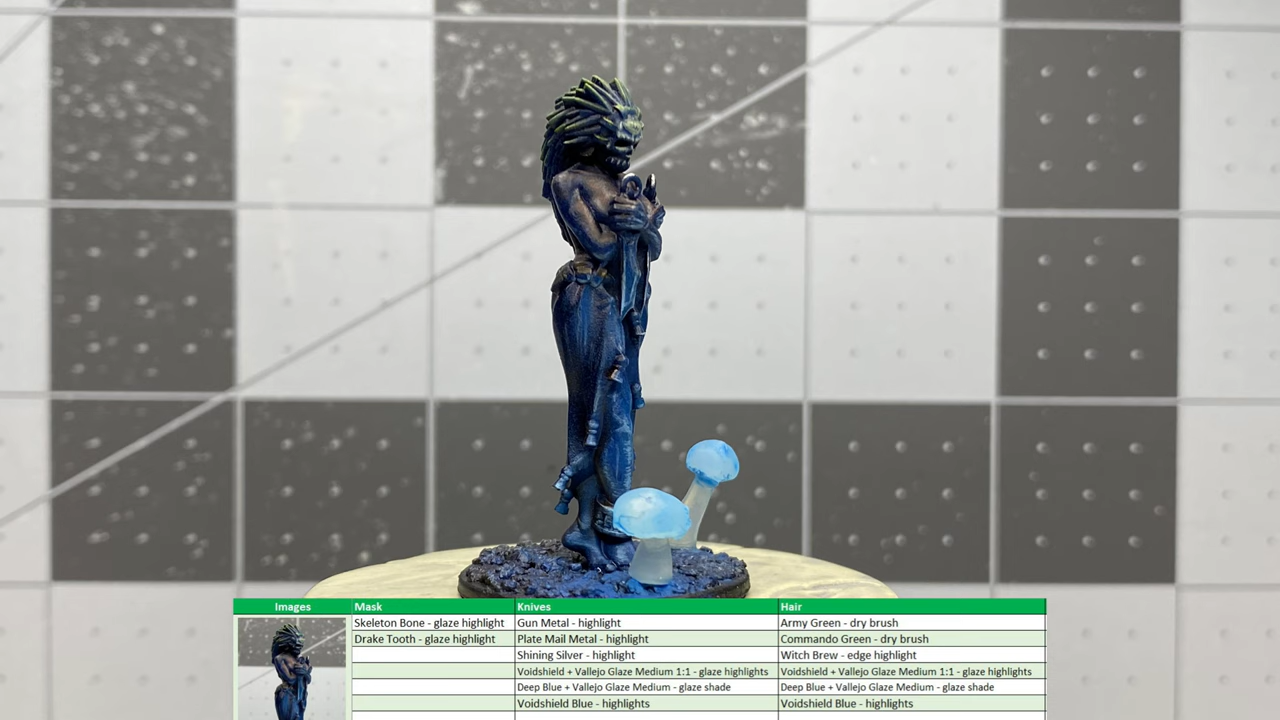 Images Mask Knives Hair
Skeleton Bone - glaze highlight Gun Metal - highlight Army Green - dry brush
Drake Tooth - glaze highlight Plate Mail Metal - highlight Commando Green - dry brush
Shining Silver - highlight Witch Brew - edge highlight
Voidshield + Vallejo Glaze Medium 1:1 - glaze highlights Voidshield + Vallejo Glaze Medium 1:1 - glaze highlights
Deep Blue + Vallejo Glaze Medium - glaze shade Deep Blue + Vallejo Glaze Medium - glaze shade
Voidshield Blue - highlights Voidshield Blue - highlights